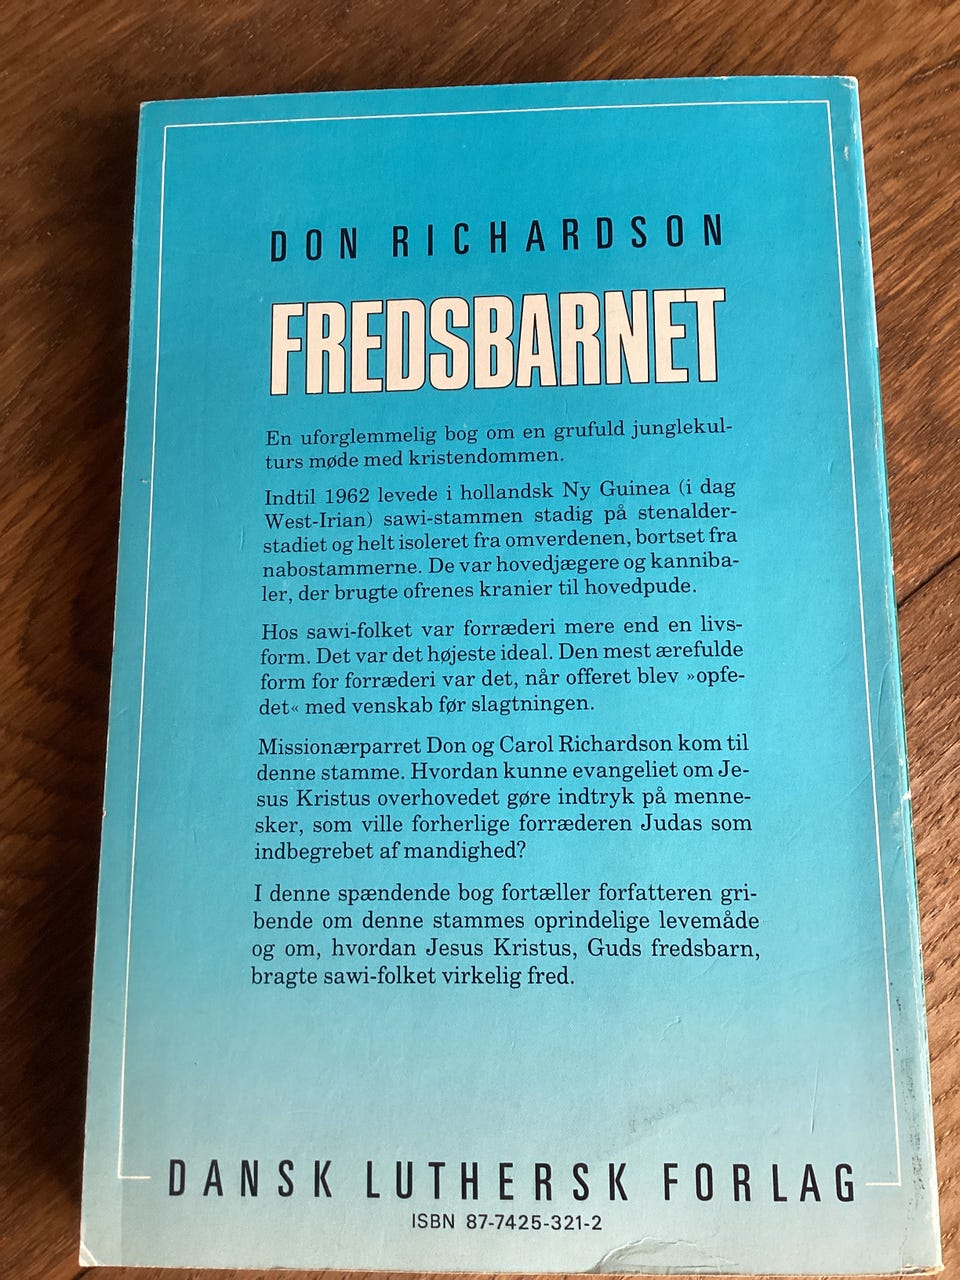 DON RICHARDSON
FREDSBARNET
En uforglemmelig bog om en grufuld junglekul-
turs møde med kristendommen.
Indtil 1962 levede i hollandsk Ny Guinea (i dag
West-Irian) sawi-stammen stadig på stenalder-
stadiet og helt isoleret fra omverdenen, bortset fra
nabostammerne. De var hovedjægere og kanniba-
ler, der brugte ofrenes kranier til hovedpude.
Hos sawi-folket var forræderi mere end en livs-
form. Det var det højeste ideal. Den mest ærefulde
form for forræderi var det, når offeret blev »opfe-
det« med venskab før slagtningen.
Missionærparret Don og Carol Richardson kom til
denne stamme. Hvordan kunne evangeliet om Je-
sus Kristus overhovedet gøre indtryk på menne-
sker, som ville forherlige forræderen Judas som
indbegrebet af mandighed?
I denne spændende bog fortæller forfatteren gri-
bende om denne stammes oprindelige levemåde
og om, hvordan Jesus Kristus, Guds fredsbarn,
bragte sawi-folket virkelig fred.
DANSK LUTHERSK FORLAG
ISBN 87-7425-321-2